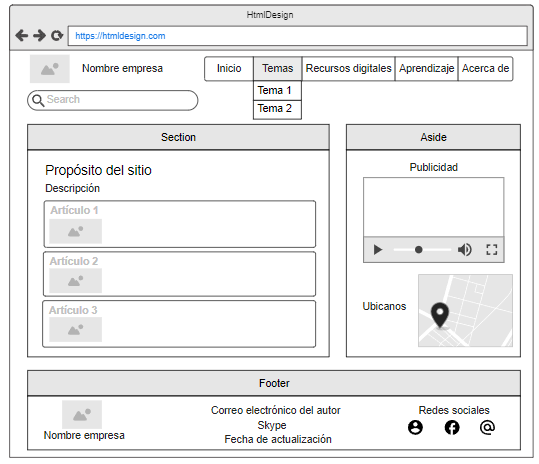 HtmlDesign
https://htmldesign.com
Nombre empresa
Inicio
Temas
Recursos digitales
Aprendizaje
Acerca de
Tema 1
Tema 2
Search
Section
Propósito del sitio
Descripción
Artículo 1
Artículo 2
Artículo 3
Aside
Publicidad
Ubicanos
Footer
Nombre empresa
Correo electrónico del autor
Skype
Fecha de actualización
Redes sociales